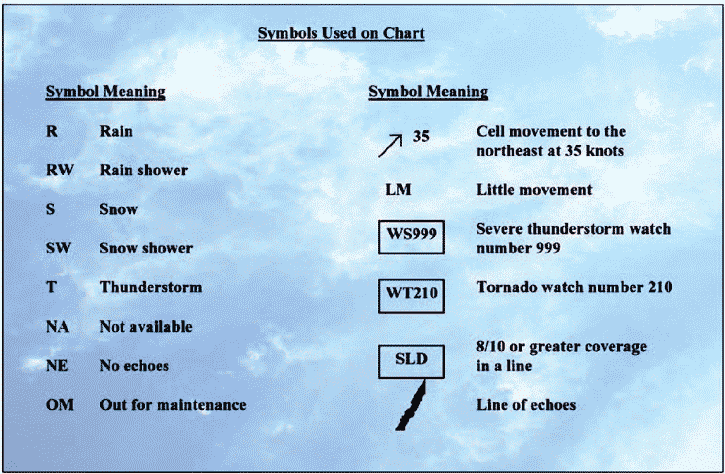 Symbols Used on Chart
Symbol Meaning
R Rain
RW Rain shower
S Snow
SW Snow shower
T Thunderstorm
NA Not available
NE No echoes
OM Out for maintenance
Symbol Meaning
35 Cell movement to the
northeast at 35 knots
LM Little movement
WS999 Severe thunderstorm watch
number 999
WT210 Tornado watch number 210
SLD 8/10 or greater coverage
in a line
Line of echoes